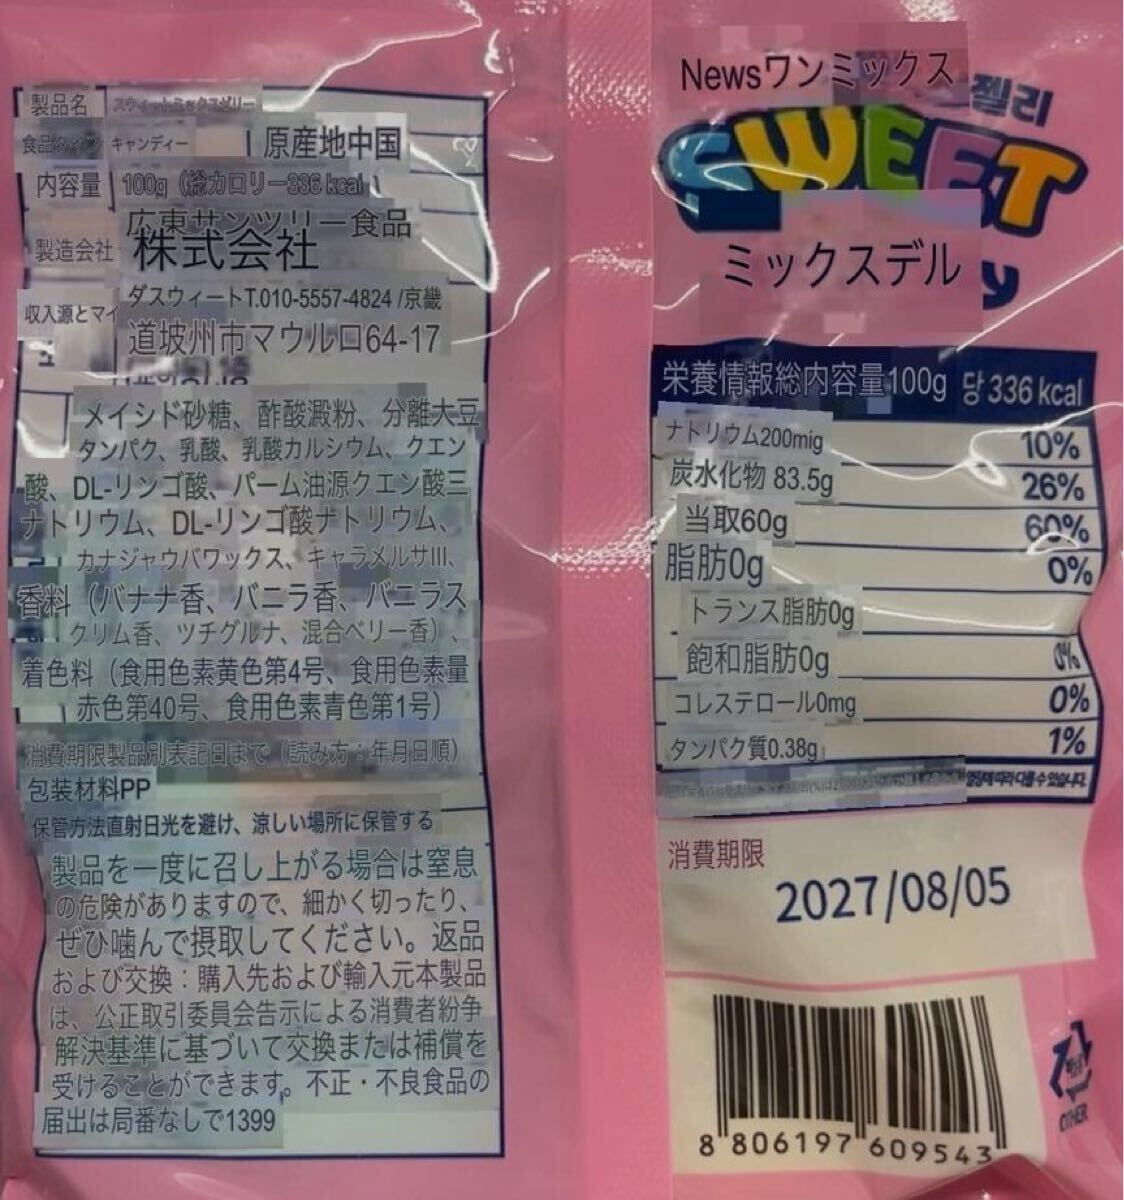 製品名 スウィートミックスゼリー
食品タイプ キャンディー 原産地中国
内容量 100g（総カロリー336 kcal
製造会社 広東サンツリー食品
株式会社
収入源とマイ ダスウィートT.010-5557-4824 /京畿
道坡州市マウル口64-17
メイシド砂糖、酢酸澱粉、分離大豆
タンパク、乳酸、乳酸カルシウム、クエン
酸、DL-リンゴ酸、パーム油源クエン酸三
ナトリウム、DL-リンゴ酸ナトリウム、
カナジャウバワックス、キャラメルサIII、
香料（バナナ香、バニラ香、バニラス
クリム香、ツチグルナ、混合ベリー香）、
着色料（食用色素黄色第4号、食用色素量
赤色第40号、食用色素青色第1号）
消費期限製品別表記日まで（読み方：年月日順）
包装材料PP
保管方法直射日光を避け、涼しい場所に保管する
製品を一度に召し上がる場合は窒息
の危険がありますので、細かく切ったり、
ぜひ噛んで摂取してください。返品
および交換：購入先および輸入元本製品
は、公正取引委員会告示による消費者紛争
解決基準に基づいて交換または補償を
受けることができます。不正・不良食品の
届出は局番なしで1399
Newsワンミックス
젤리
SWEET
ミックスデル
y
栄養情報総内容量100g 당 336 kcal
ナトリウム200mig 10%
炭水化物 83.5g 26%
当取60g 60%
脂肪0g 0%
トランス脂肪0g
飽和脂肪0g 0%
コレステロール0mg 0%
タンパク質0.38g 1%
따라 다를 수 있습니다.
消費期限
2027/08/05
8 806197 609543
OTHER